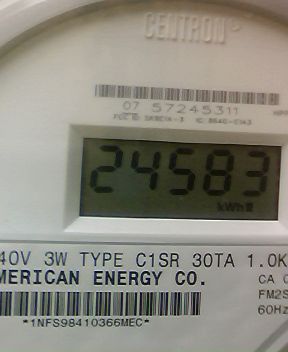 CENTRON®
07 57245311
24583
kWh
40V 3W TYPE C1SR 30TA 1.0K
MERICAN ENERGY CO.
CA
FM2S
60Hz
*1NFS98410366MEC*